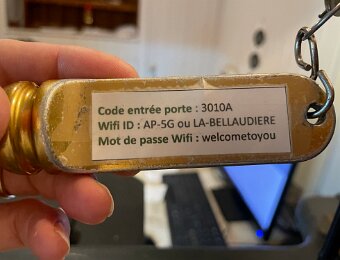 Code entrée porte : 3010A
Wifi ID : AP-5G ou LA-BELLAUDIERE
Mot de passe Wifi : welcometoyou